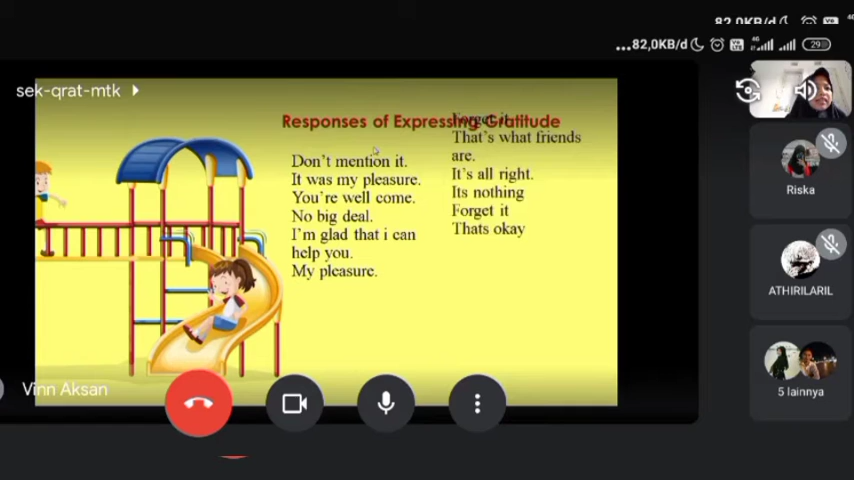 82,0KB/d
...82,0KB/d
29
sek-qrat-mtk
Responses of Expressing Gratitude
Don't mention it.
It was my pleasure.
You're well come.
No big deal.
I'm glad that i can
help you.
My pleasure.
Forget it
That's what friends
are.
It's all right.
Its nothing
Forget it
Thats okay
Vinn Aksan
Riska
ATHIRILARIL
5 lainnya